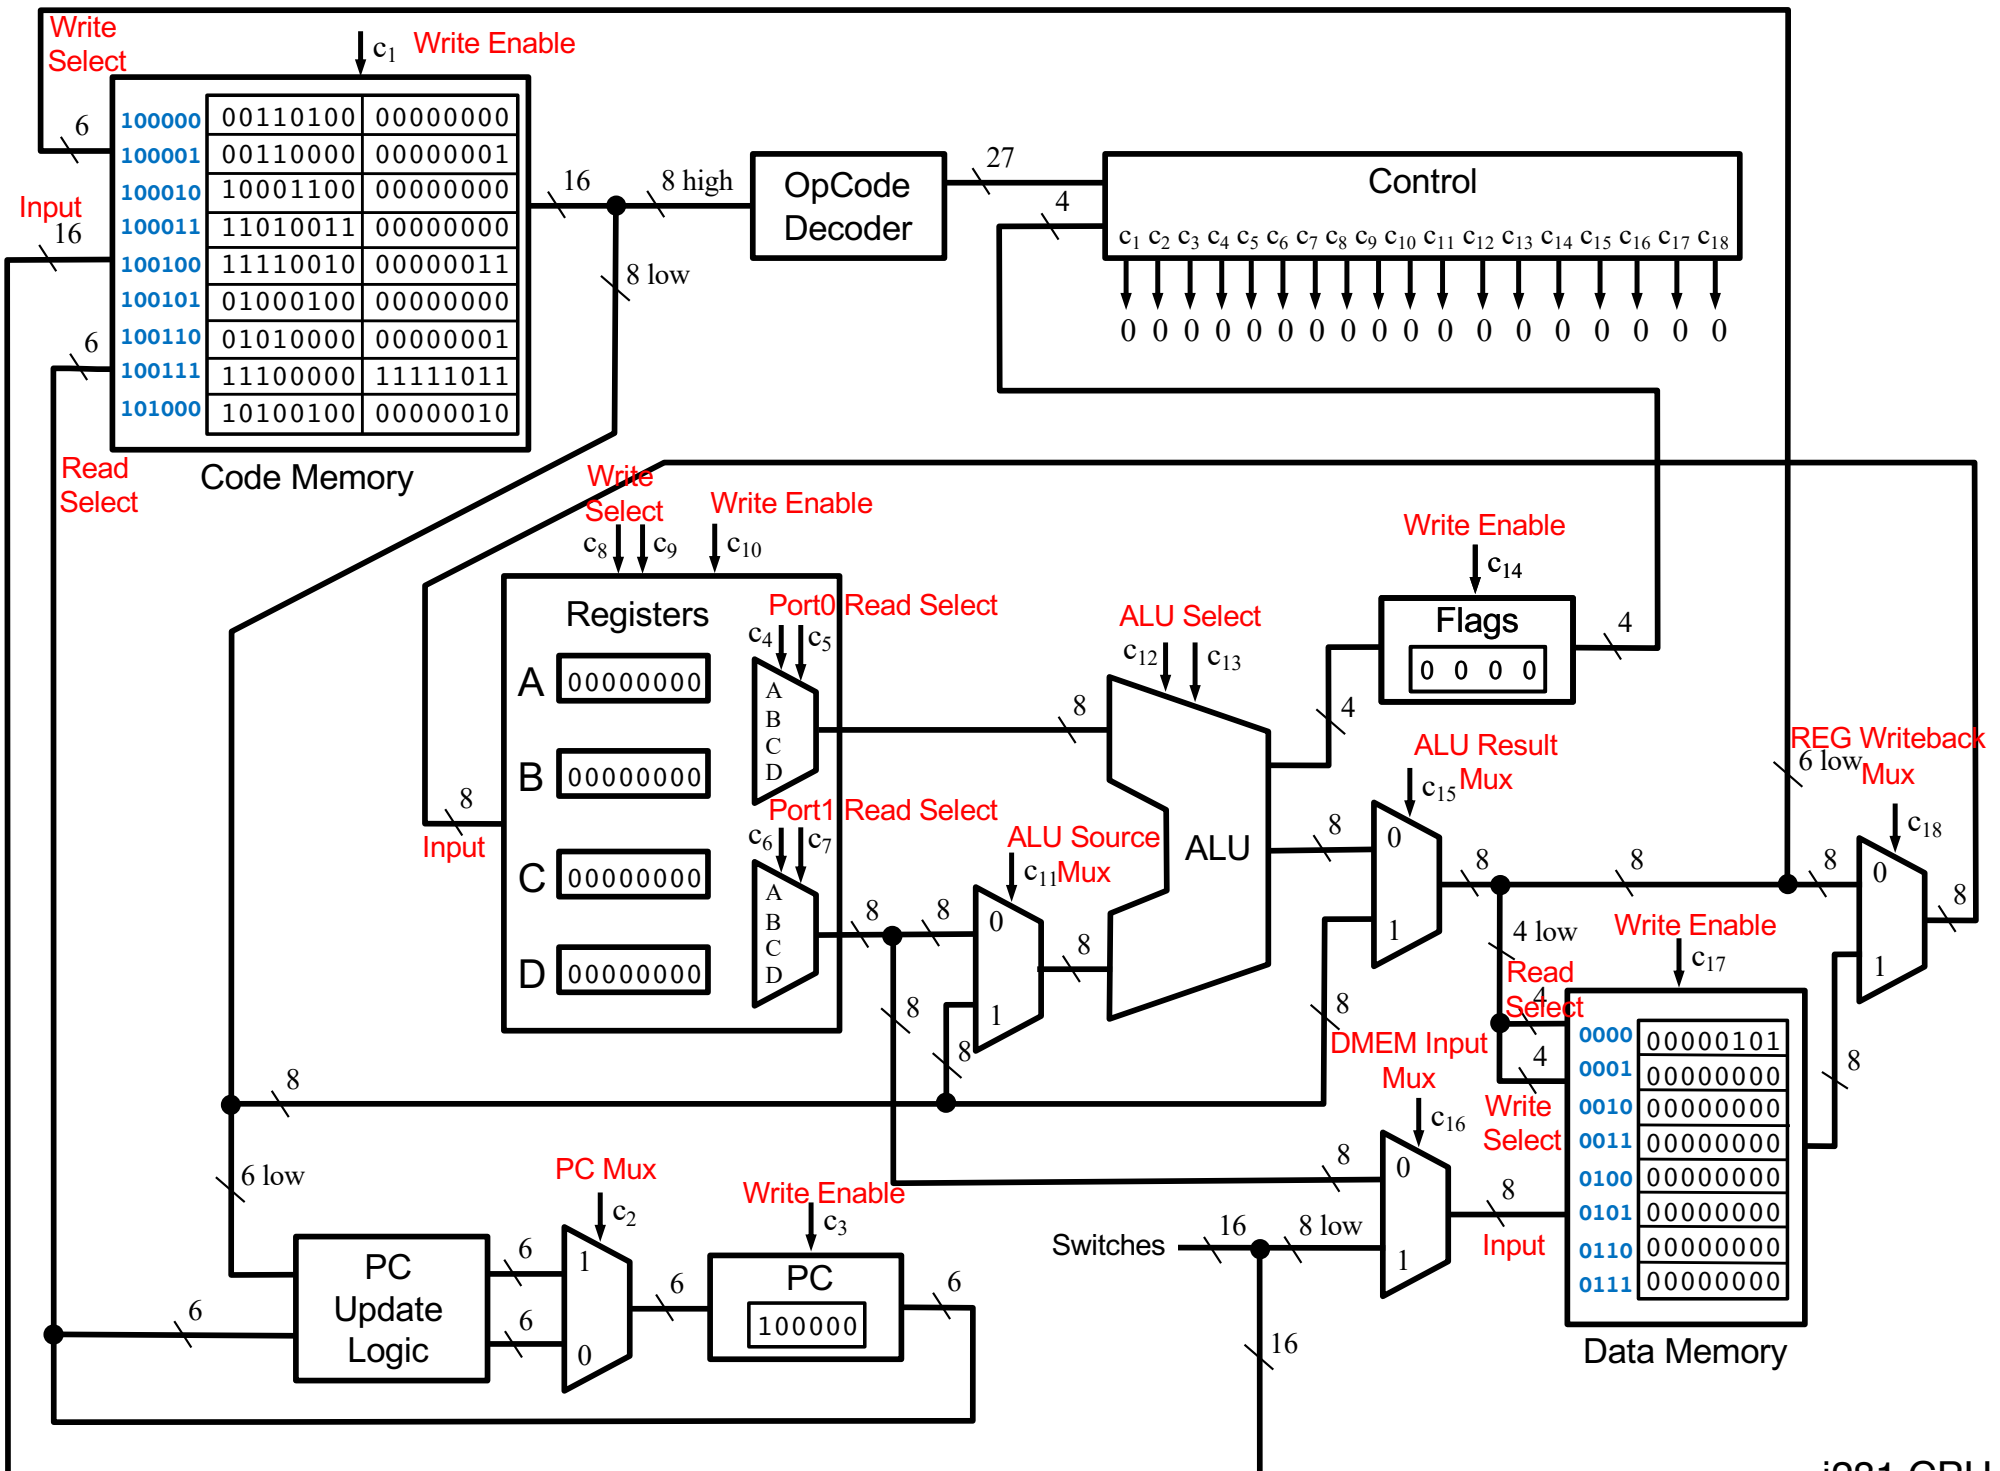 Write
Select
c1
Write Enable
6
Input
16
6
Read
Select
100000 00110100 00000000
100001 00110000 00000001
100010 10001100 00000000
100011 11010011 00000000
100100 11110010 00000011
100101 01000100 00000000
100110 01010000 00000001
100111 11100000 11111011
101000 10100100 00000010
Code Memory
16
8 high
8 low
OpCode
Decoder
27
4
Control
c1 c2 c3 c4 c5 c6 c7 c8 c9 c10 c11 c12 c13 c14 c15 c16 c17 c18
0 0 0 0 0 0 0 0 0 0 0 0 0 0 0 0 0 0
Write
Select
c8
c9
Write Enable
c10
Registers
A 00000000
B 00000000
C 00000000
D 00000000
8
Input
Port0 Read Select
c4
c5
A
B
C
D
Port1 Read Select
c6
c7
A
B
C
D
8
8
8
8
8
ALU Source
Mux
c11
0
1
8
ALU Select
c12
c13
ALU
Write Enable
c14
Flags
0 0 0 0
4
4
8
ALU Result
Mux
c15
0
1
8
8
8
8
6 low
REG Writeback
Mux
c18
0
1
8
4 low
Read
Select
4
4
Write
Select
Write Enable
c17
0000 00000101
0001 00000000
0010 00000000
0011 00000000
0100 00000000
0101 00000000
0110 00000000
0111 00000000
Data Memory
8
DMEM Input
Mux
c16
8
0
1
8
Input
Switches
16
8 low
16
8
6 low
PC
Update
Logic
6
6
6
PC Mux
c2
1
0
6
Write Enable
c3
PC
100000
6